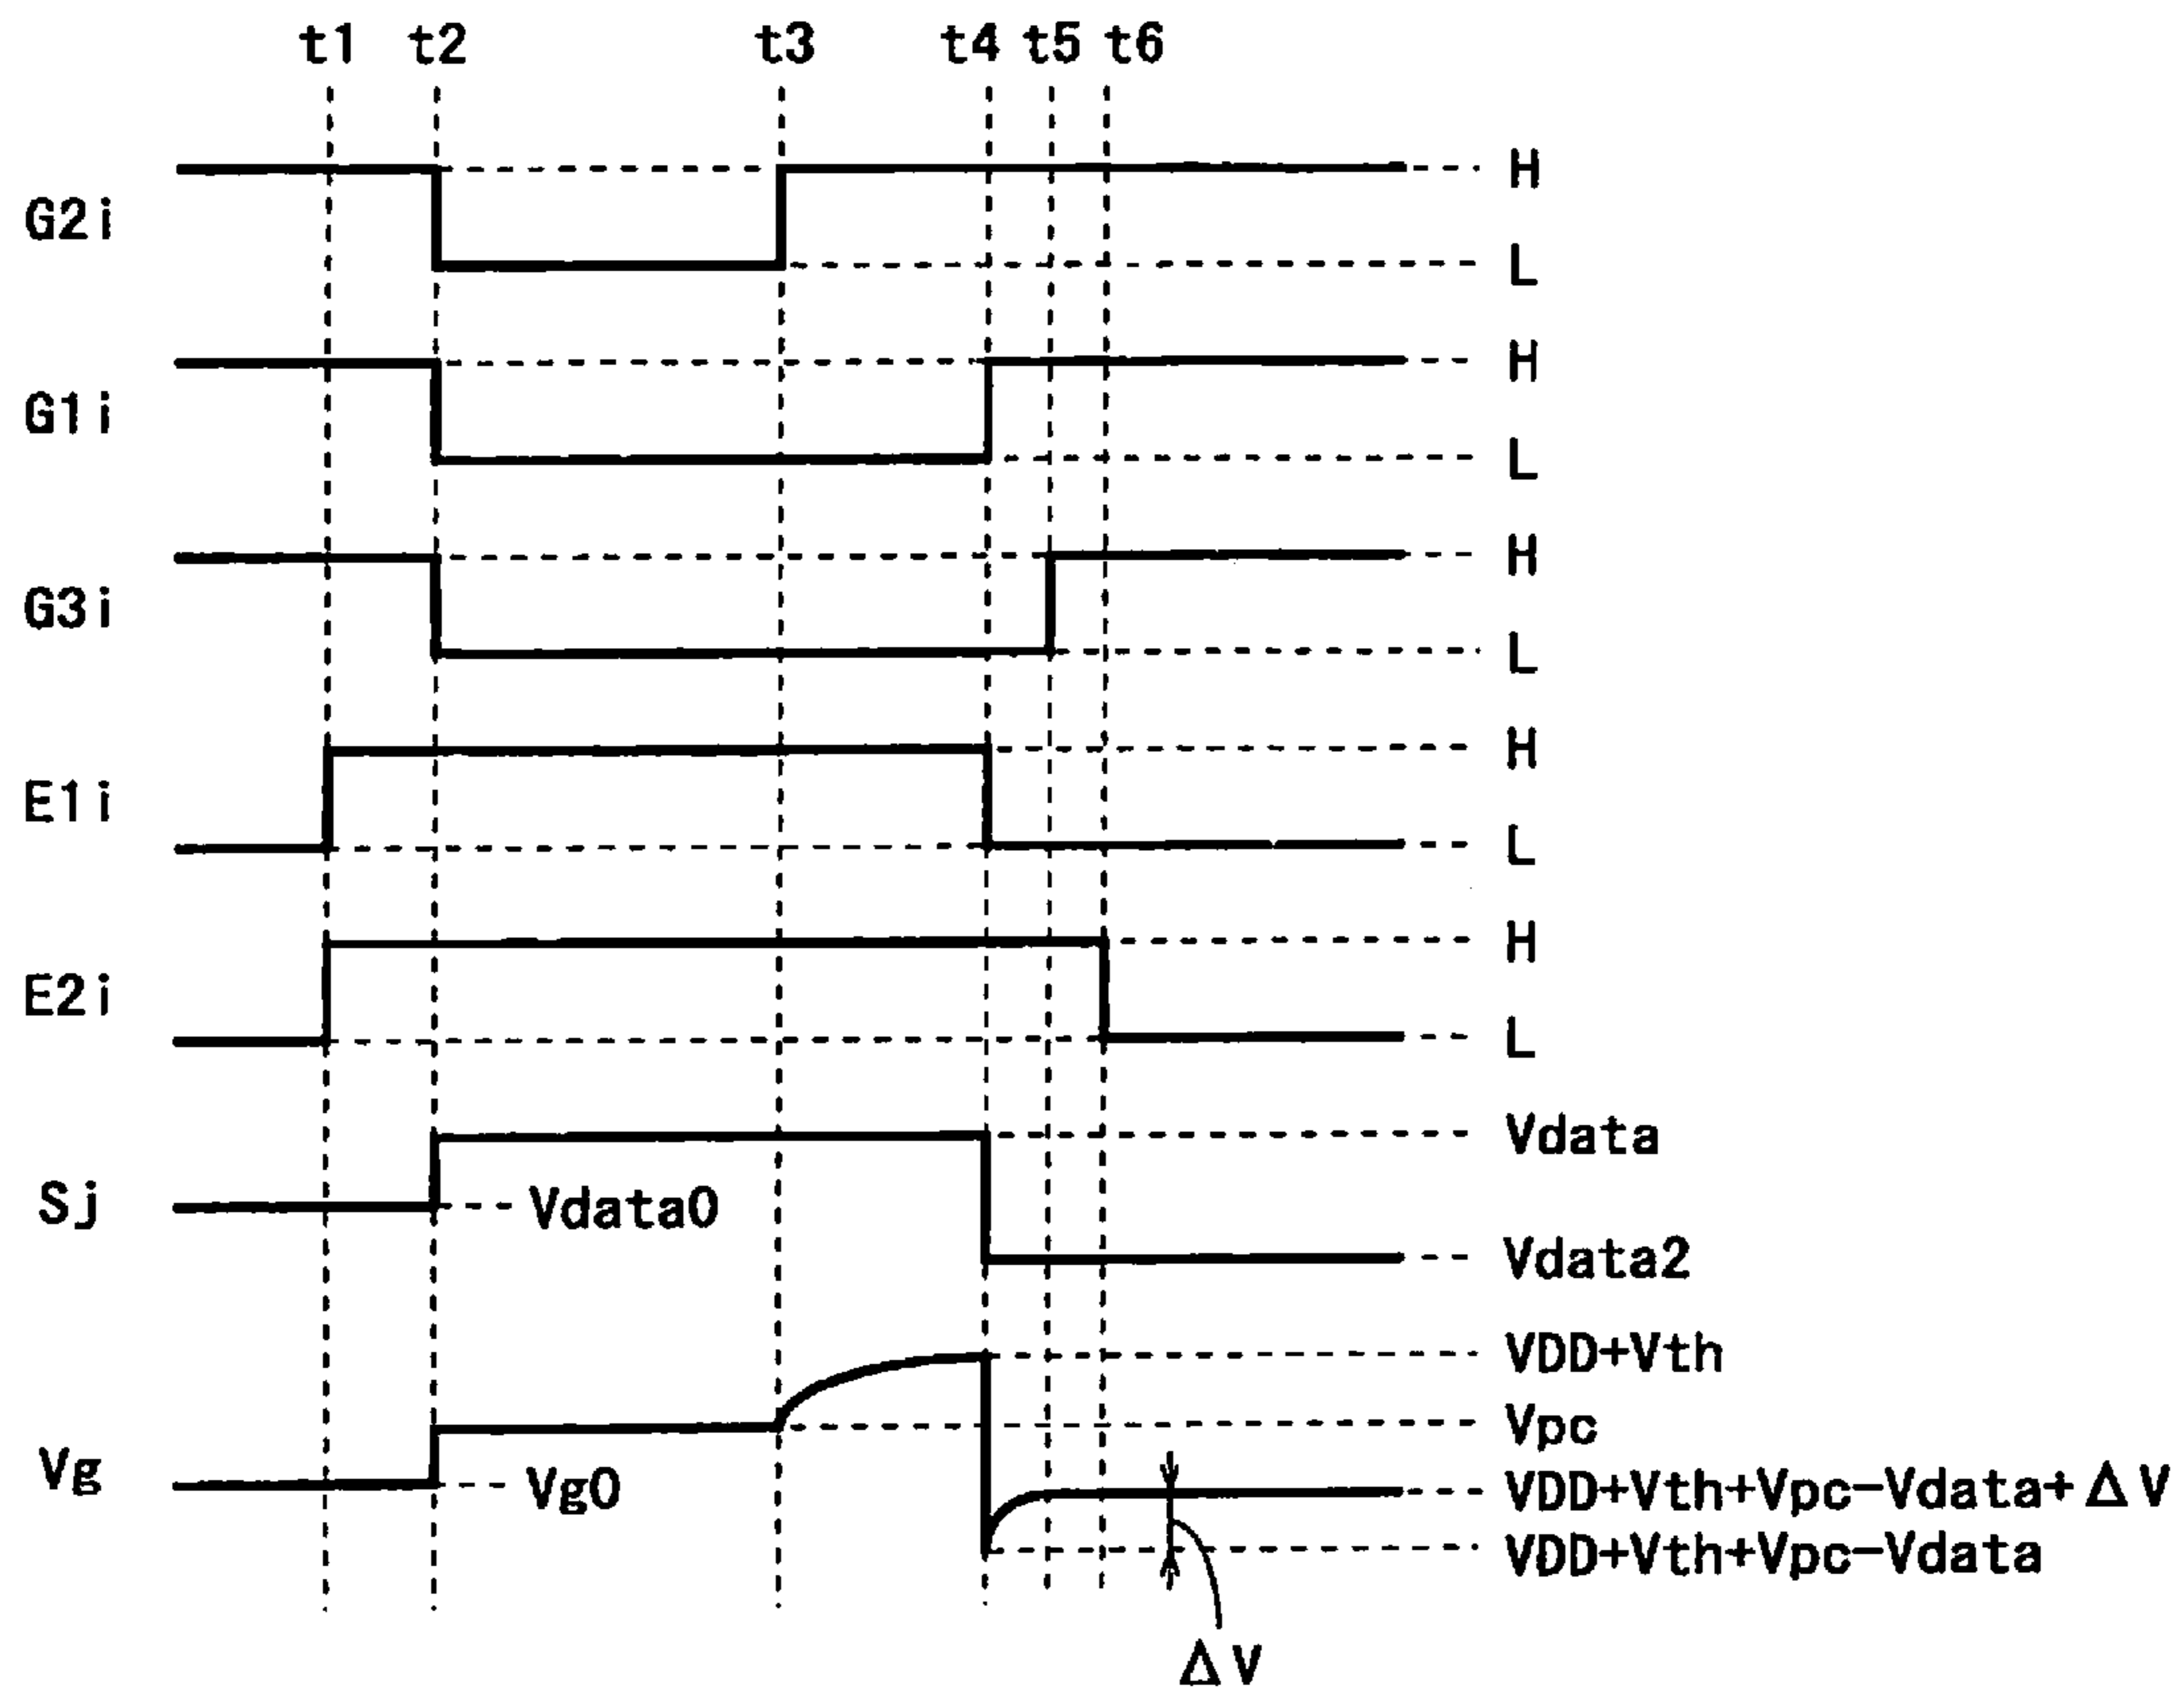 t1 t2 t3 t4 t5 t6
H
G2i
L
H
G1i
L
H
G3i
L
H
E1i
L
H
E2i
L
Vdata
Sj
Vdata0
Vdata2
VDD+Vth
Vpc
Vg
Vg0
VDD+Vth+Vpc-Vdata+ΔV
VDD+Vth+Vpc-Vdata
ΔV